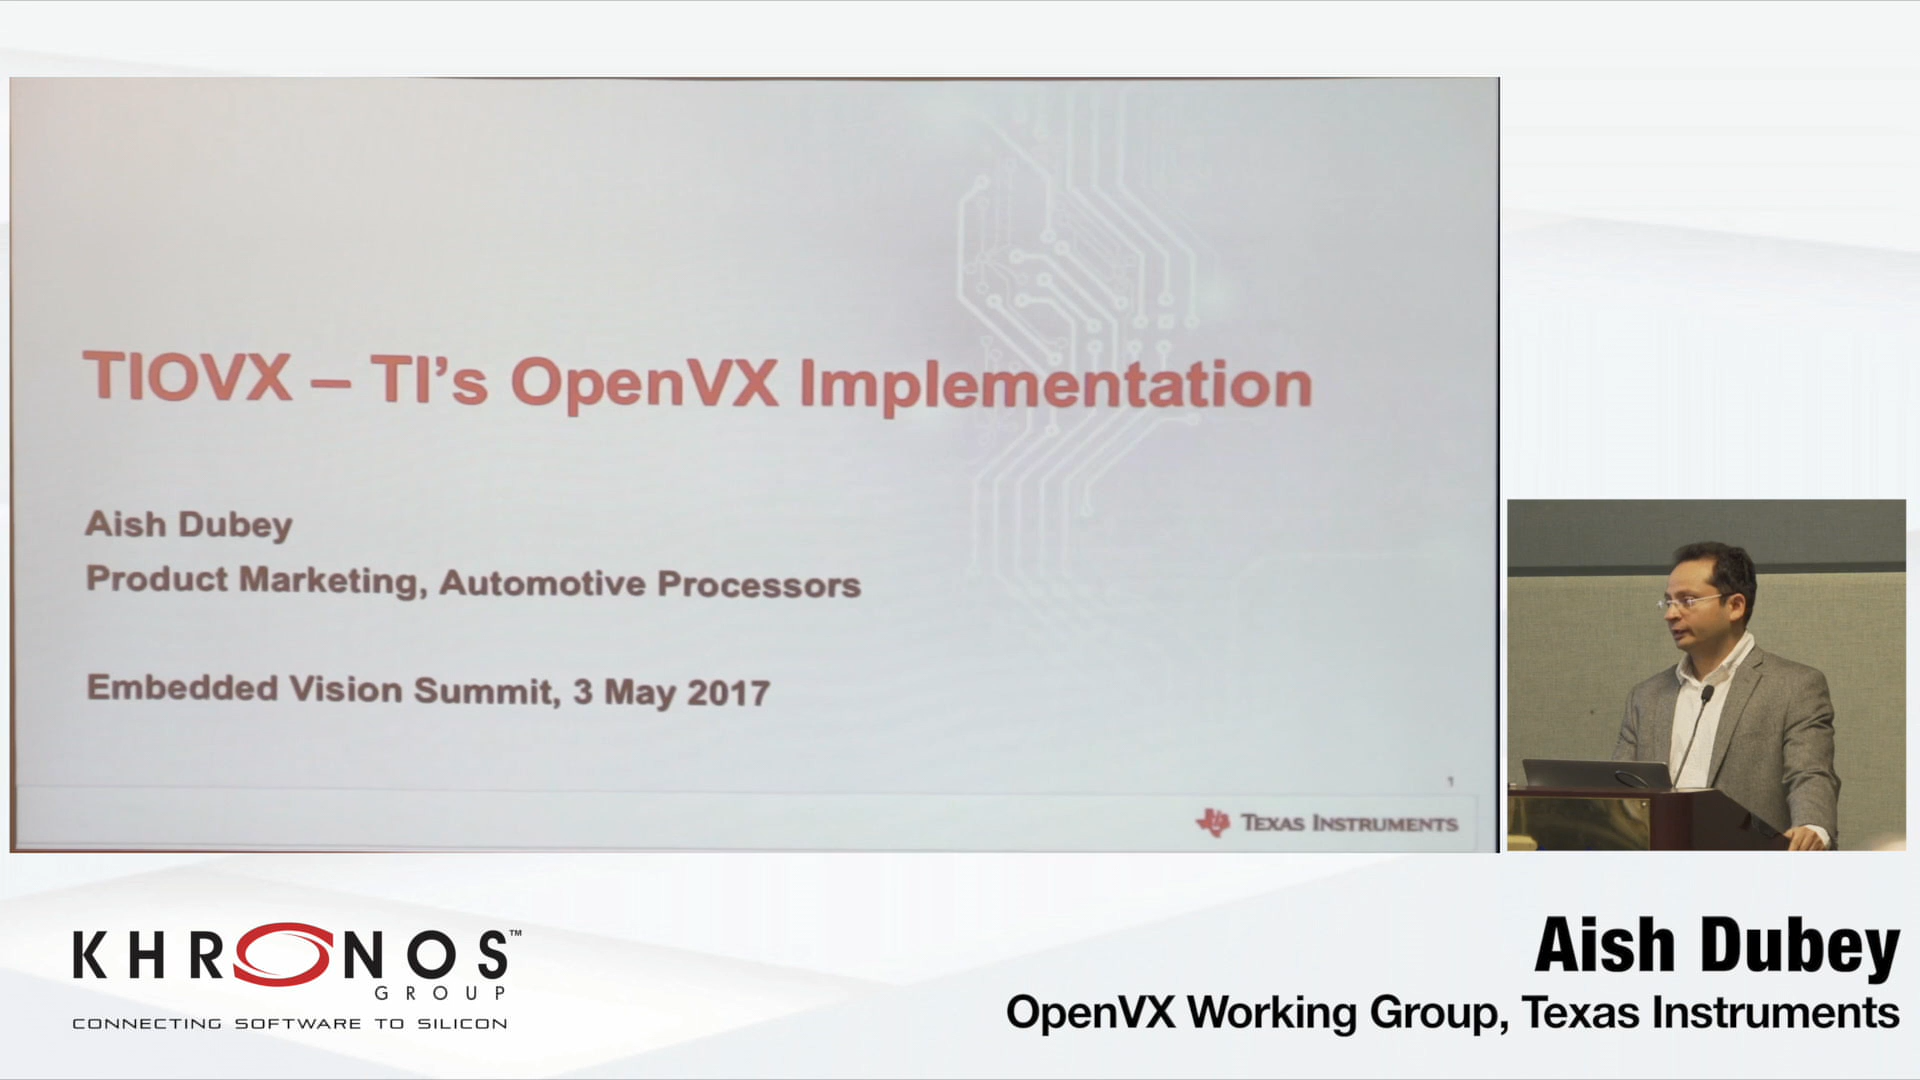 TIOVX – TI's OpenVX Implementation
Aish Dubey
Product Marketing, Automotive Processors
Embedded Vision Summit, 3 May 2017
1
TEXAS INSTRUMENTS
KHRONOS™
GROUP
CONNECTING SOFTWARE TO SILICON
Aish Dubey
OpenVX Working Group, Texas Instruments